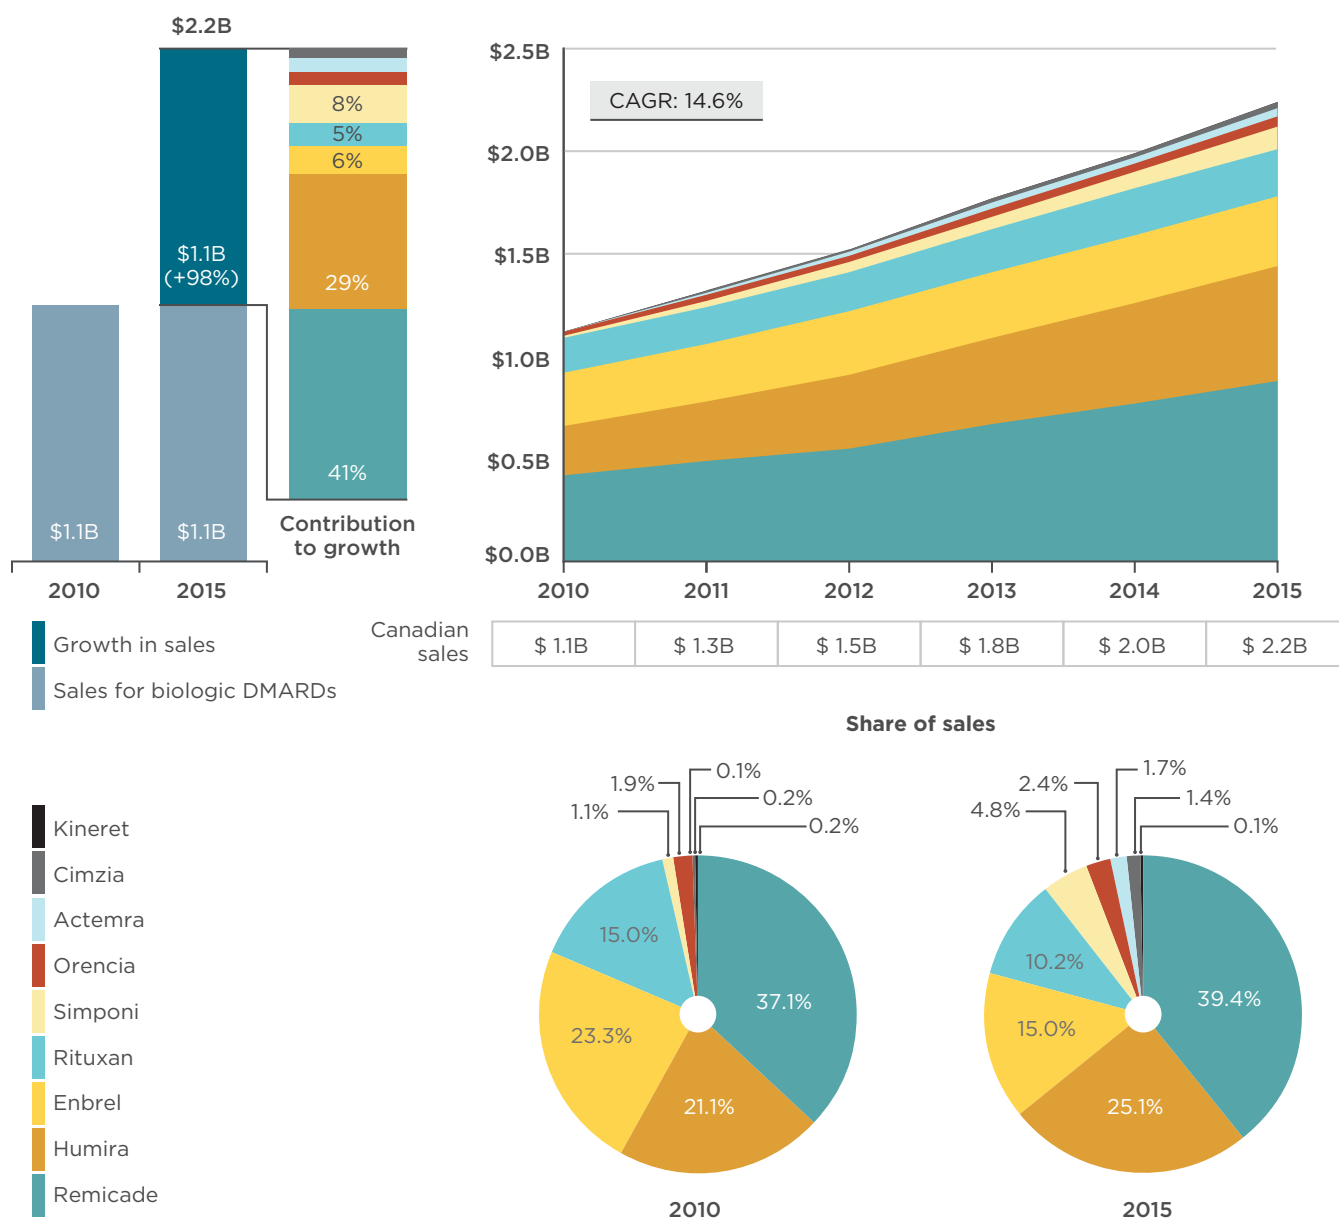 $2.2B
8%
5%
6%
29%
41%
$1.1B
(+98%)
$1.1B
$1.1B
Contribution
to growth
2010
2015
Growth in sales
Sales for biologic DMARDs
$2.5B
$2.0B
$1.5B
$1.0B
$0.5B
$0.0B
CAGR: 14.6%
2010
2011
2012
2013
2014
2015
Canadian
sales
$ 1.1B
$ 1.3B
$ 1.5B
$ 1.8B
$ 2.0B
$ 2.2B
Share of sales
Kineret
Cimzia
Actemra
Orencia
Simponi
Rituxan
Enbrel
Humira
Remicade
1.1%
1.9%
0.1%
0.2%
0.2%
15.0%
23.3%
21.1%
37.1%
2010
4.8%
2.4%
1.7%
1.4%
0.1%
10.2%
15.0%
25.1%
39.4%
2015